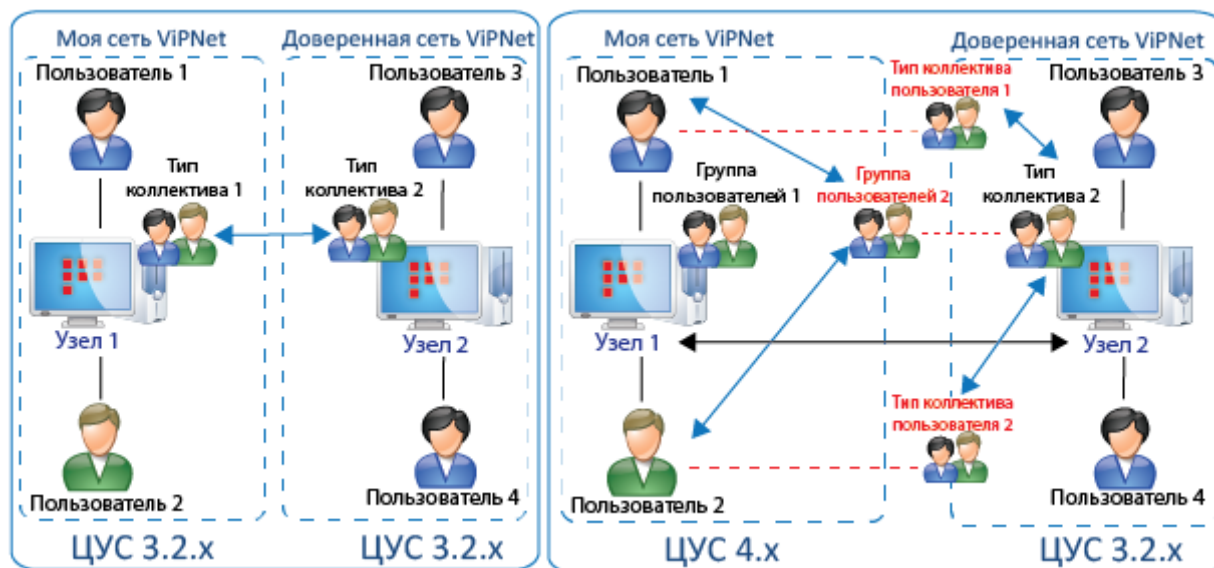 Моя сеть ViPNet
Доверенная сеть ViPNet
Пользователь 1
Пользователь 3
Тип
коллектива 1
Тип
коллектива 2
Узел 1
Узел 2
Пользователь 2
Пользователь 4
ЦУС 3.2.x
ЦУС 3.2.x
Моя сеть ViPNet
Доверенная сеть ViPNet
Пользователь 1
Тип коллектива
пользователя 1
Пользователь 3
Группа
пользователей 1
Группа
пользователей 2
Тип
коллектива 2
Узел 1
Узел 2
Тип коллектива
пользователя 2
Пользователь 2
Пользователь 4
ЦУС 4.x
ЦУС 3.2.x